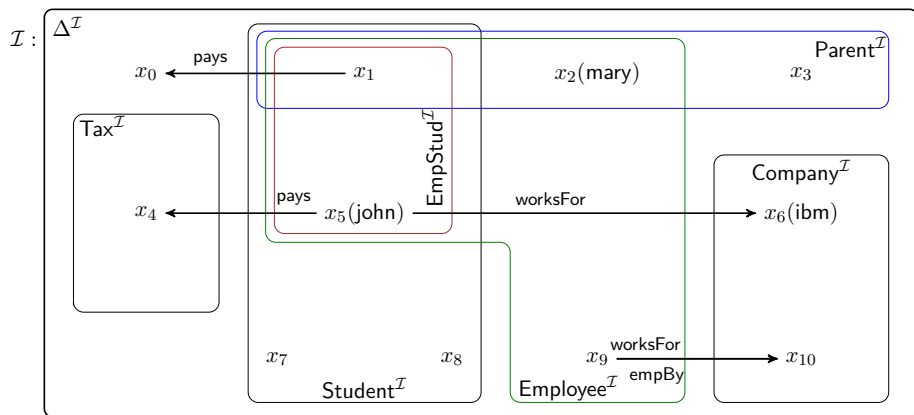 𝓘 : Δ^𝓘
Parent^𝓘
pays
x₀ x₁ x₂(mary) x₃
Tax^𝓘
EmpStud^𝓘
Company^𝓘
pays worksFor
x₄ x₅(john) x₆(ibm)
worksFor
x₇ x₈ x₉ x₁₀
empBy
Student^𝓘 Employee^𝓘